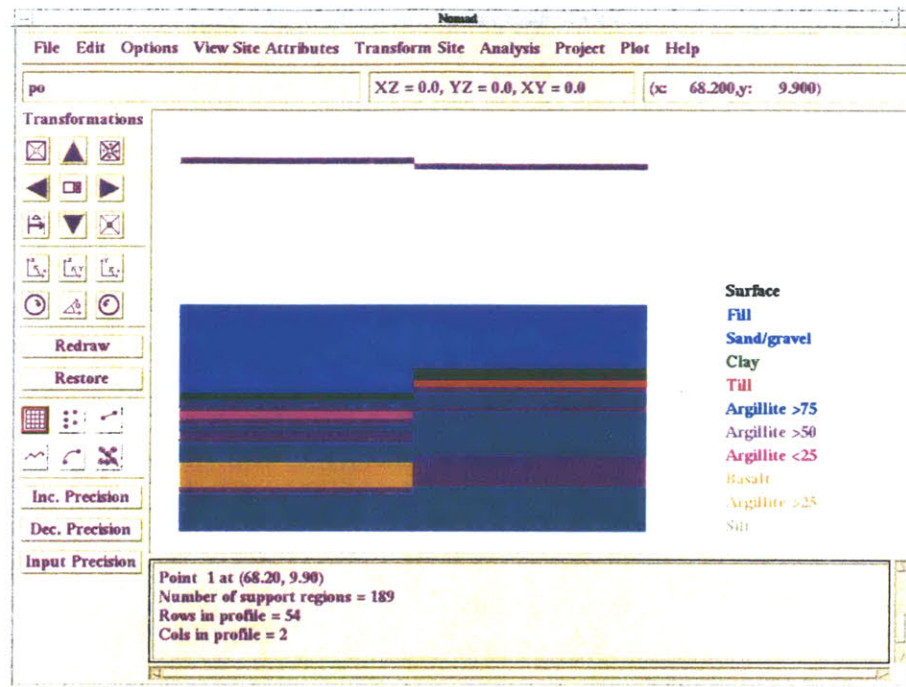 Nomad
File Edit Options View Site Attributes Transform Site Analysis Project Plot Help
po
XZ = 0.0, YZ = 0.0, XY = 0.0
(x: 68.200,y: 9.900)
Transformations
Redraw
Restore
Inc. Precision
Dec. Precision
Input Precision
Surface
Fill
Sand/gravel
Clay
Till
Argillite >75
Argillite >50
Argillite <25
Basalt
Argillite >25
Silt
Point 1 at (68.20, 9.90)
Number of support regions = 189
Rows in profile = 54
Cols in profile = 2